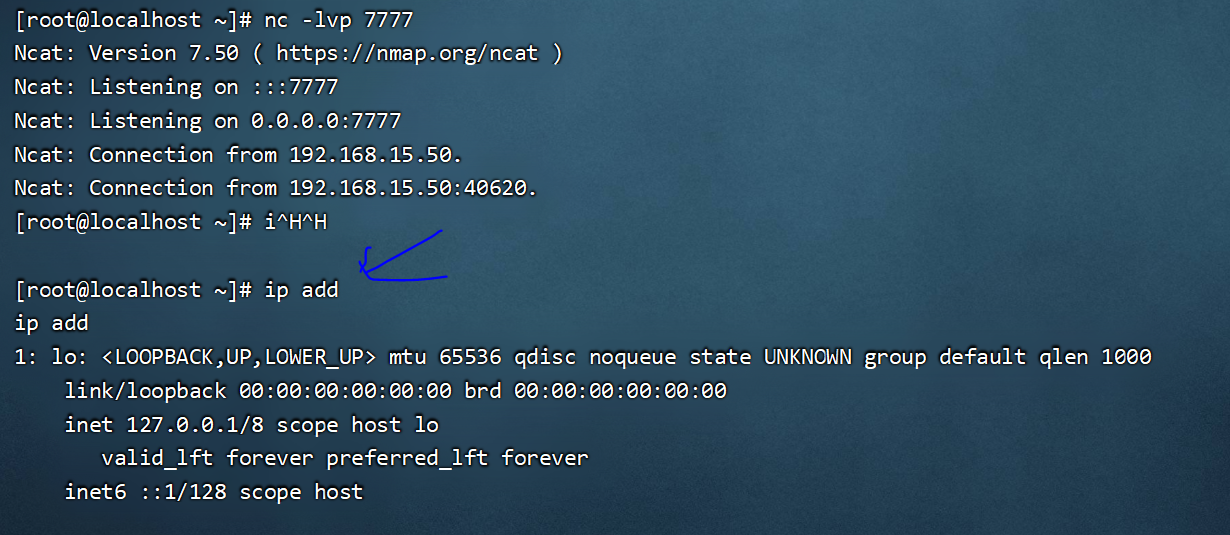 [root@localhost ~]# nc -lvp 7777
Ncat: Version 7.50 ( https://nmap.org/ncat )
Ncat: Listening on :::7777
Ncat: Listening on 0.0.0.0:7777
Ncat: Connection from 192.168.15.50.
Ncat: Connection from 192.168.15.50:40620.
[root@localhost ~]# i^H^H
[root@localhost ~]# ip add
ip add
1: lo: <LOOPBACK,UP,LOWER_UP> mtu 65536 qdisc noqueue state UNKNOWN group default qlen 1000
    link/loopback 00:00:00:00:00:00 brd 00:00:00:00:00:00
    inet 127.0.0.1/8 scope host lo
       valid_lft forever preferred_lft forever
    inet6 ::1/128 scope host